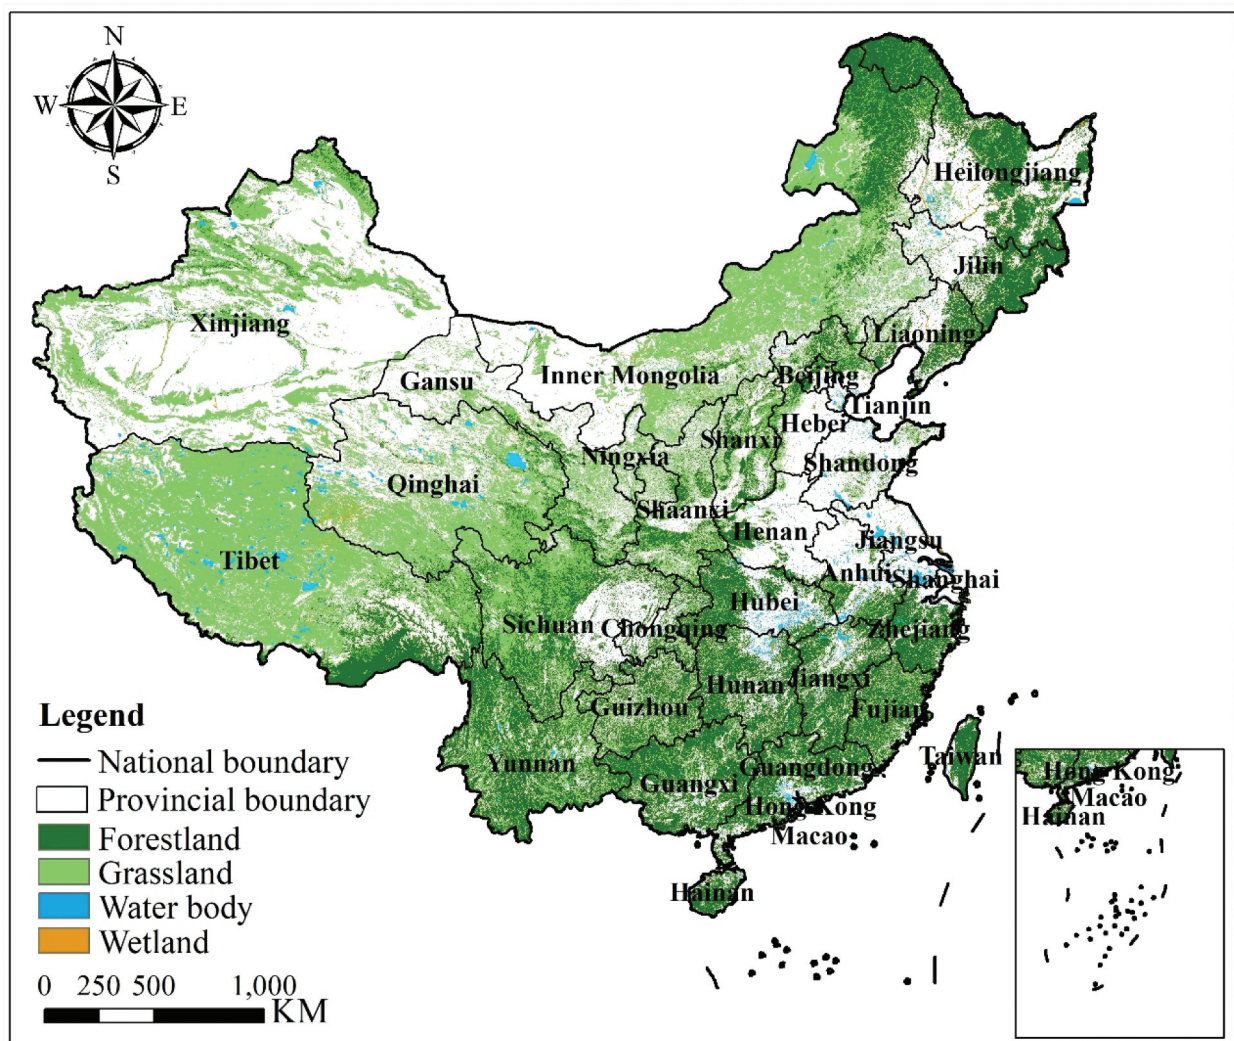 N
W
E
S
Heilongjiang
Jilin
Liaoning
Xinjiang
Gansu
Inner Mongolia
Beijing
Tianjin
Hebei
Shanxi
Ningxia
Shandong
Qinghai
Shaanxi
Henan
Jiangsu
Tibet
Anhui
Shanghai
Hubei
Sichuan
Chongqing
Zhejiang
Hunan
Jiangxi
Guizhou
Fujian
Yunnan
Guangxi
Guangdong
Taiwan
Hong Kong
Macao
Hainan
Hong Kong
Macao
Hainan
Legend
National boundary
Provincial boundary
Forestland
Grassland
Water body
Wetland
0 250 500 1,000
KM